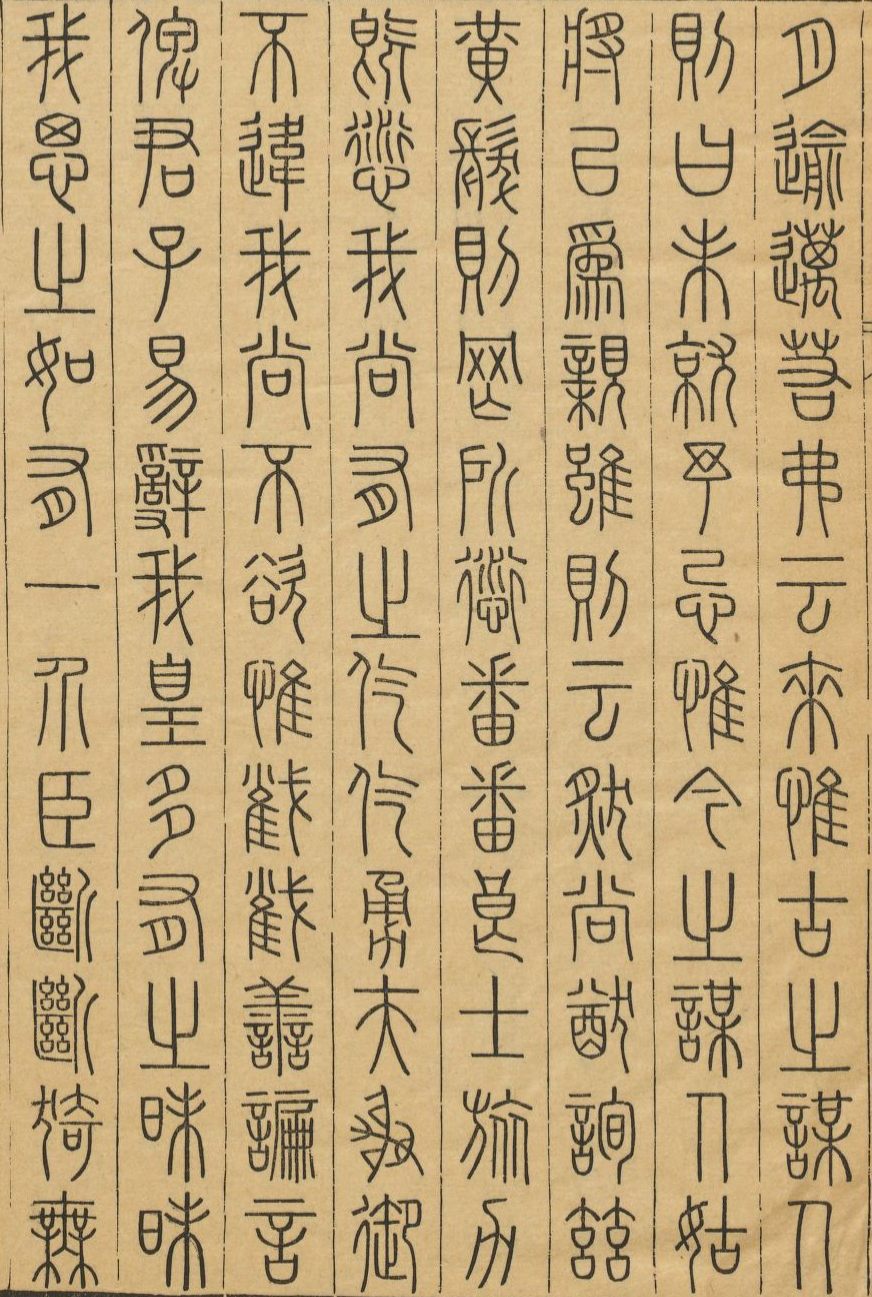 月逾邁若弗云來惟古之謀人
則曰未就予忌惟今之謀人姑
將以爲親雖則云然尚猷詢茲
黃髮則罔所愆番番良士旅力
既愆我尚有之仡仡勇夫射御
不違我尚不欲惟截截善諞言
俾君子易辭我皇多有之昧昧
我思之如有一介臣斷斷猗無